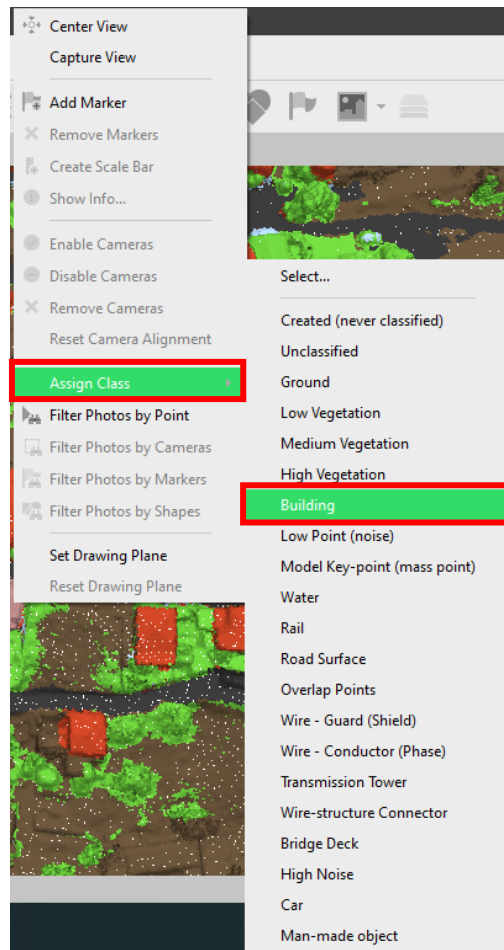 Center View
Capture View
Add Marker
Remove Markers
Create Scale Bar
Show Info...
Enable Cameras
Disable Cameras
Remove Cameras
Reset Camera Alignment
Assign Class
Filter Photos by Point
Filter Photos by Cameras
Filter Photos by Markers
Filter Photos by Shapes
Set Drawing Plane
Reset Drawing Plane
Select...
Created (never classified)
Unclassified
Ground
Low Vegetation
Medium Vegetation
High Vegetation
Building
Low Point (noise)
Model Key-point (mass point)
Water
Rail
Road Surface
Overlap Points
Wire - Guard (Shield)
Wire - Conductor (Phase)
Transmission Tower
Wire-structure Connector
Bridge Deck
High Noise
Car
Man-made object